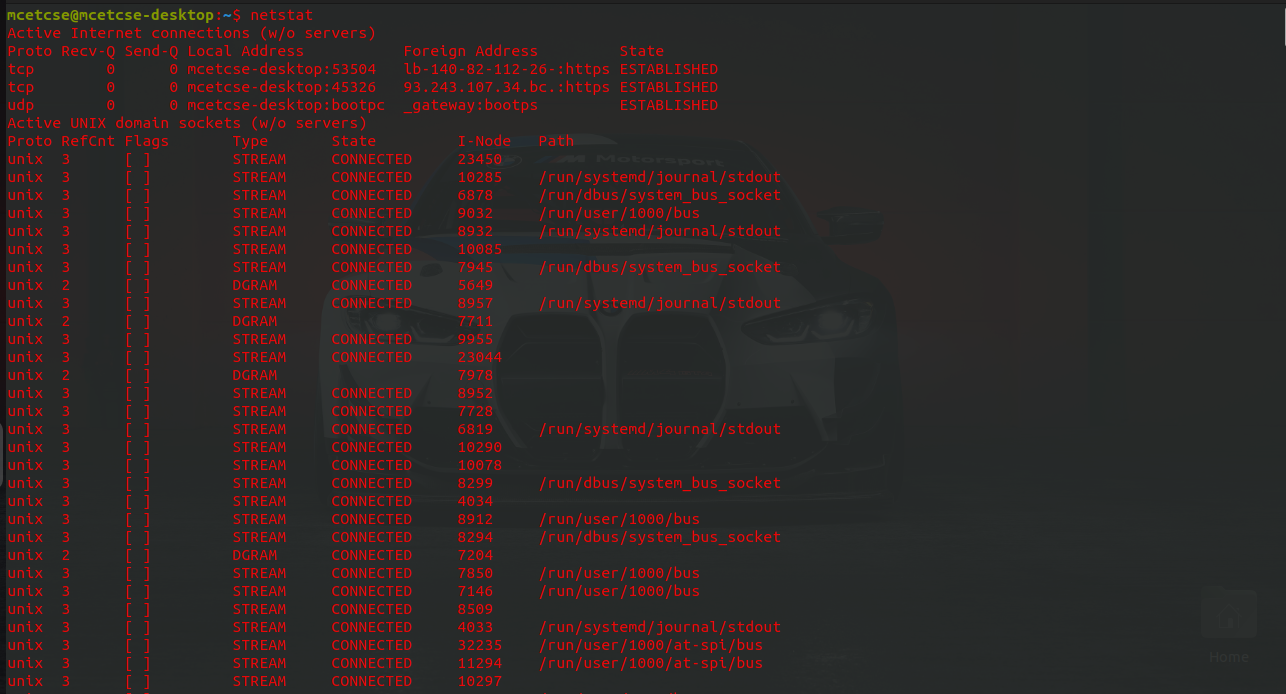 mcetcse@mcetcse-desktop:~$ netstat
Active Internet connections (w/o servers)
Proto Recv-Q Send-Q Local Address           Foreign Address         State
tcp        0      0 mcetcse-desktop:53504   lb-140-82-112-26-:https ESTABLISHED
tcp        0      0 mcetcse-desktop:45326   93.243.107.34.bc.:https ESTABLISHED
udp        0      0 mcetcse-desktop:bootpc  _gateway:bootps         ESTABLISHED
Active UNIX domain sockets (w/o servers)
Proto RefCnt Flags       Type       State         I-Node   Path
unix  3      [ ]         STREAM     CONNECTED     23450
unix  3      [ ]         STREAM     CONNECTED     10285    /run/systemd/journal/stdout
unix  3      [ ]         STREAM     CONNECTED     6878     /run/dbus/system_bus_socket
unix  3      [ ]         STREAM     CONNECTED     9032     /run/user/1000/bus
unix  3      [ ]         STREAM     CONNECTED     8932     /run/systemd/journal/stdout
unix  3      [ ]         STREAM     CONNECTED     10085
unix  3      [ ]         STREAM     CONNECTED     7945     /run/dbus/system_bus_socket
unix  2      [ ]         DGRAM      CONNECTED     5649
unix  3      [ ]         STREAM     CONNECTED     8957     /run/systemd/journal/stdout
unix  2      [ ]         DGRAM                    7711
unix  3      [ ]         STREAM     CONNECTED     9955
unix  3      [ ]         STREAM     CONNECTED     23044
unix  2      [ ]         DGRAM                    7978
unix  3      [ ]         STREAM     CONNECTED     8952
unix  3      [ ]         STREAM     CONNECTED     7728
unix  3      [ ]         STREAM     CONNECTED     6819     /run/systemd/journal/stdout
unix  3      [ ]         STREAM     CONNECTED     10290
unix  3      [ ]         STREAM     CONNECTED     10078
unix  3      [ ]         STREAM     CONNECTED     8299     /run/dbus/system_bus_socket
unix  3      [ ]         STREAM     CONNECTED     4034
unix  3      [ ]         STREAM     CONNECTED     8912     /run/user/1000/bus
unix  3      [ ]         STREAM     CONNECTED     8294     /run/dbus/system_bus_socket
unix  2      [ ]         DGRAM      CONNECTED     7204
unix  3      [ ]         STREAM     CONNECTED     7850     /run/user/1000/bus
unix  3      [ ]         STREAM     CONNECTED     7146     /run/user/1000/bus
unix  3      [ ]         STREAM     CONNECTED     8509
unix  3      [ ]         STREAM     CONNECTED     4033     /run/systemd/journal/stdout
unix  3      [ ]         STREAM     CONNECTED     32235    /run/user/1000/at-spi/bus
unix  3      [ ]         STREAM     CONNECTED     11294    /run/user/1000/at-spi/bus
unix  3      [ ]         STREAM     CONNECTED     10297
M Motorsport
Home